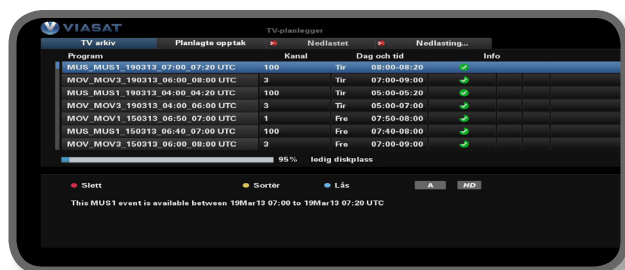 VIASAT
TV-planlegger
TV arkiv Planlagte opptak Nedlastet Nedlasting...
Program Kanal Dag och tid Info
MUS_MUS1_190313_07:00_07:20 UTC 100 Tir 08:00-08:20
MOV_MOV3_190313_06:00_08:00 UTC 3 Tir 07:00-09:00
MUS_MUS1_190313_04:00_04:20 UTC 100 Tir 05:00-05:20
MOV_MOV3_190313_04:00_06:00 UTC 3 Tir 05:00-07:00
MOV_MOV1_150313_06:50_07:00 UTC 1 Fre 07:50-08:00
MUS_MUS1_150313_06:40_07:00 UTC 100 Fre 07:40-08:00
MOV_MOV3_150313_06:00_08:00 UTC 3 Fre 07:00-09:00
95% ledig diskplass
Slett Sortèr Lås A HD
This MUS1 event is available between 19Mar13 07:00 to 19Mar13 07:20 UTC